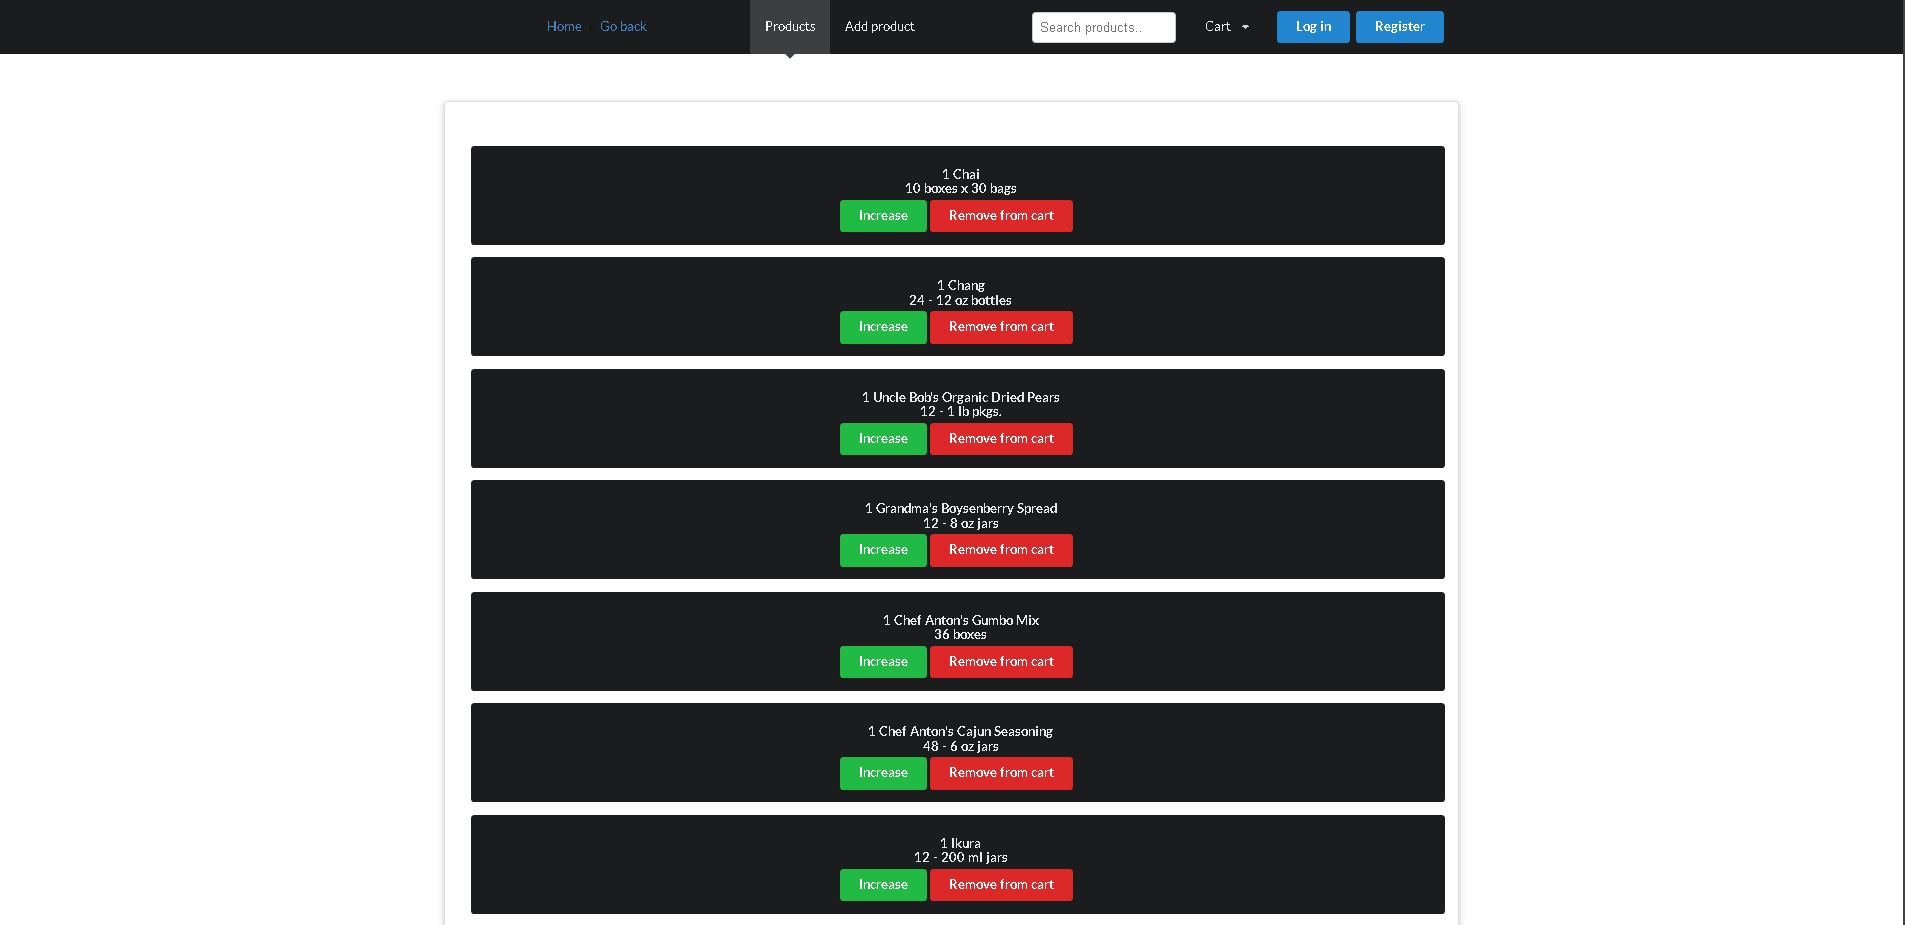 Home Go back Products Add product Search products.. Cart Log in Register
1 Chai
10 boxes x 30 bags
Increase Remove from cart
1 Chang
24 - 12 oz bottles
Increase Remove from cart
1 Uncle Bob's Organic Dried Pears
12 - 1 lb pkgs.
Increase Remove from cart
1 Grandma's Boysenberry Spread
12 - 8 oz jars
Increase Remove from cart
1 Chef Anton's Gumbo Mix
36 boxes
Increase Remove from cart
1 Chef Anton's Cajun Seasoning
48 - 6 oz jars
Increase Remove from cart
1 Ikura
12 - 200 ml jars
Increase Remove from cart